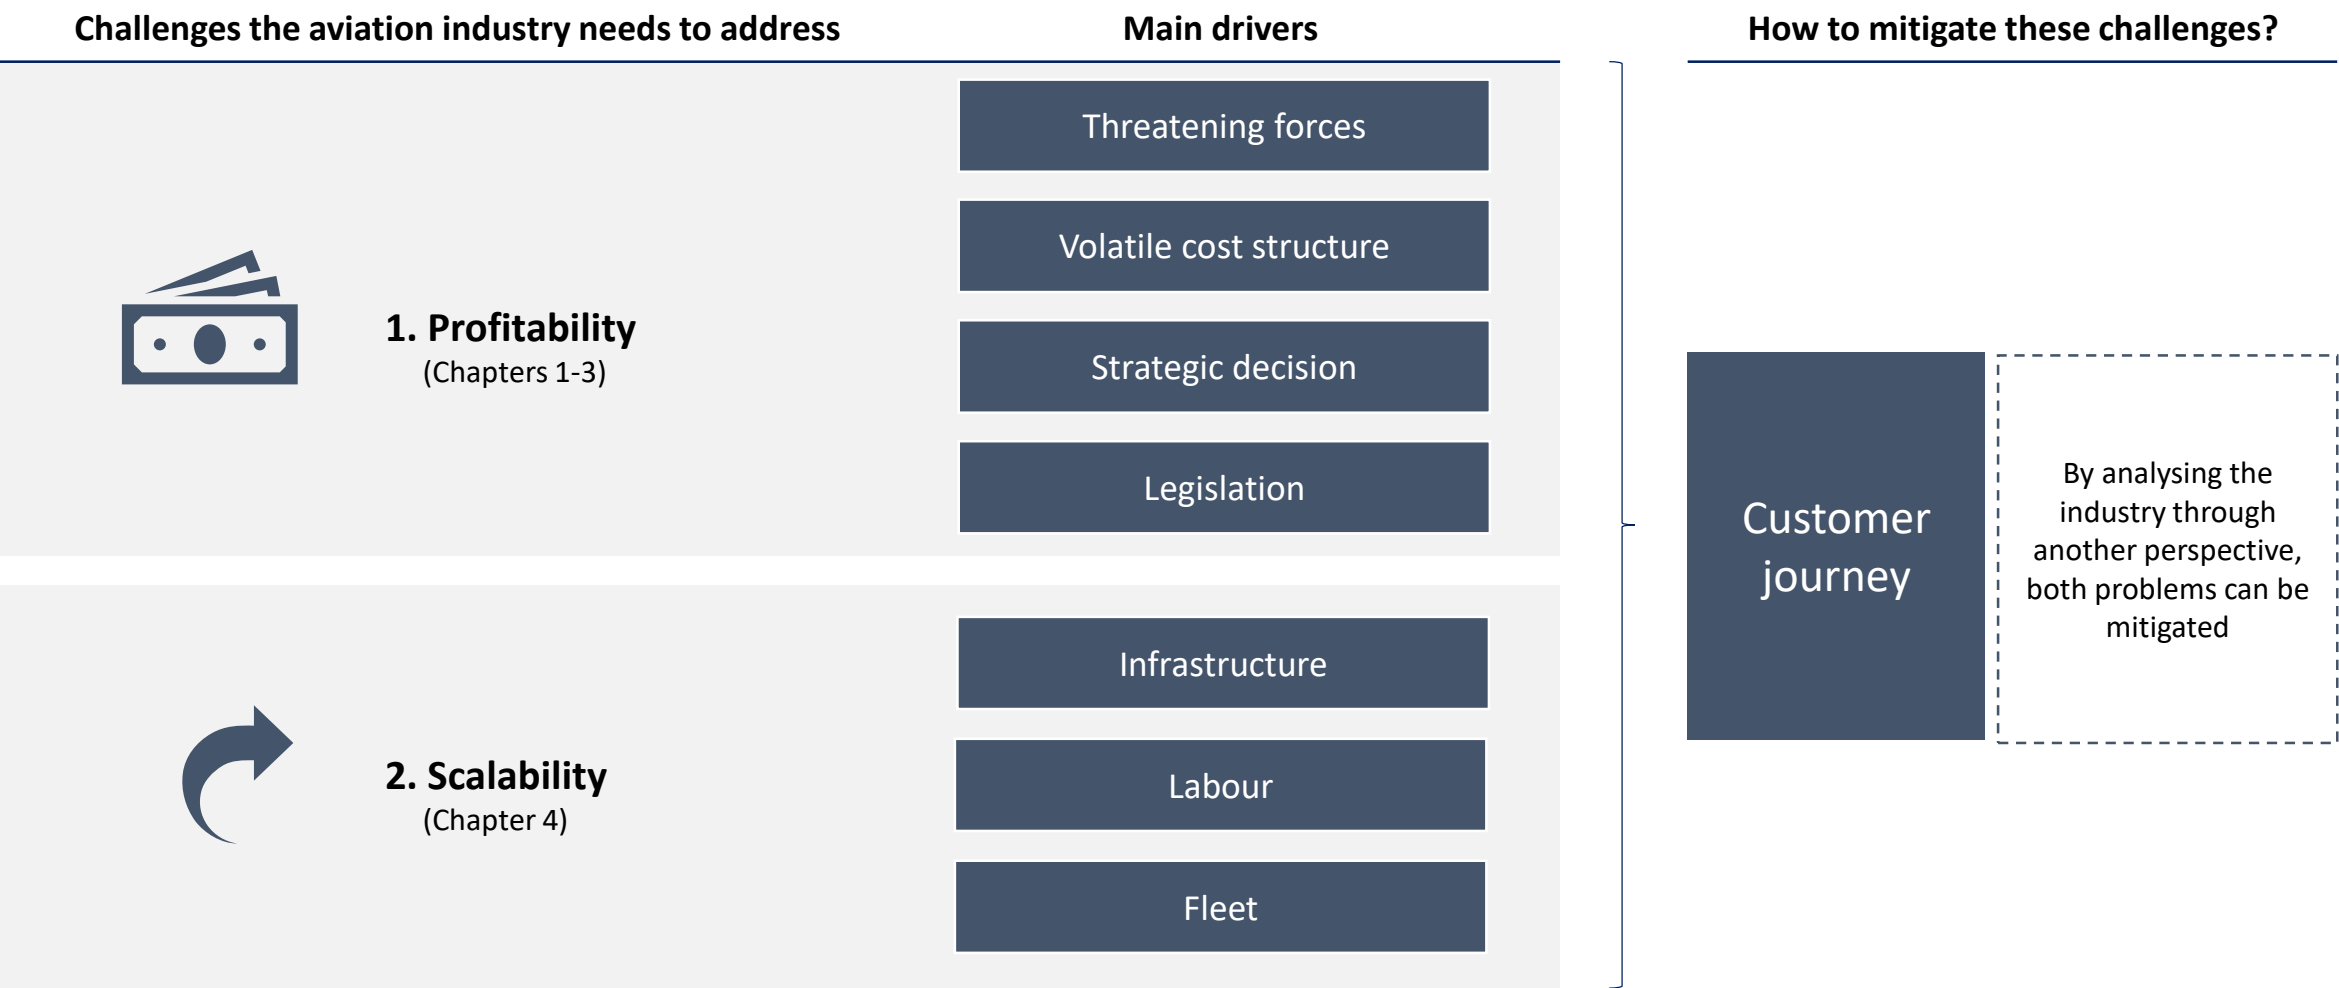 Challenges the aviation industry needs to address
Main drivers
How to mitigate these challenges?
1. Profitability
(Chapters 1-3)
Threatening forces
Volatile cost structure
Strategic decision
Legislation
2. Scalability
(Chapter 4)
Infrastructure
Labour
Fleet
Customer
journey
By analysing the
industry through
another perspective,
both problems can be
mitigated